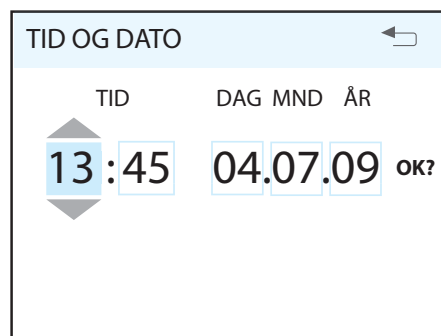 TID OG DATO
TID DAG MND ÅR
13 : 45 04.07.09 OK?